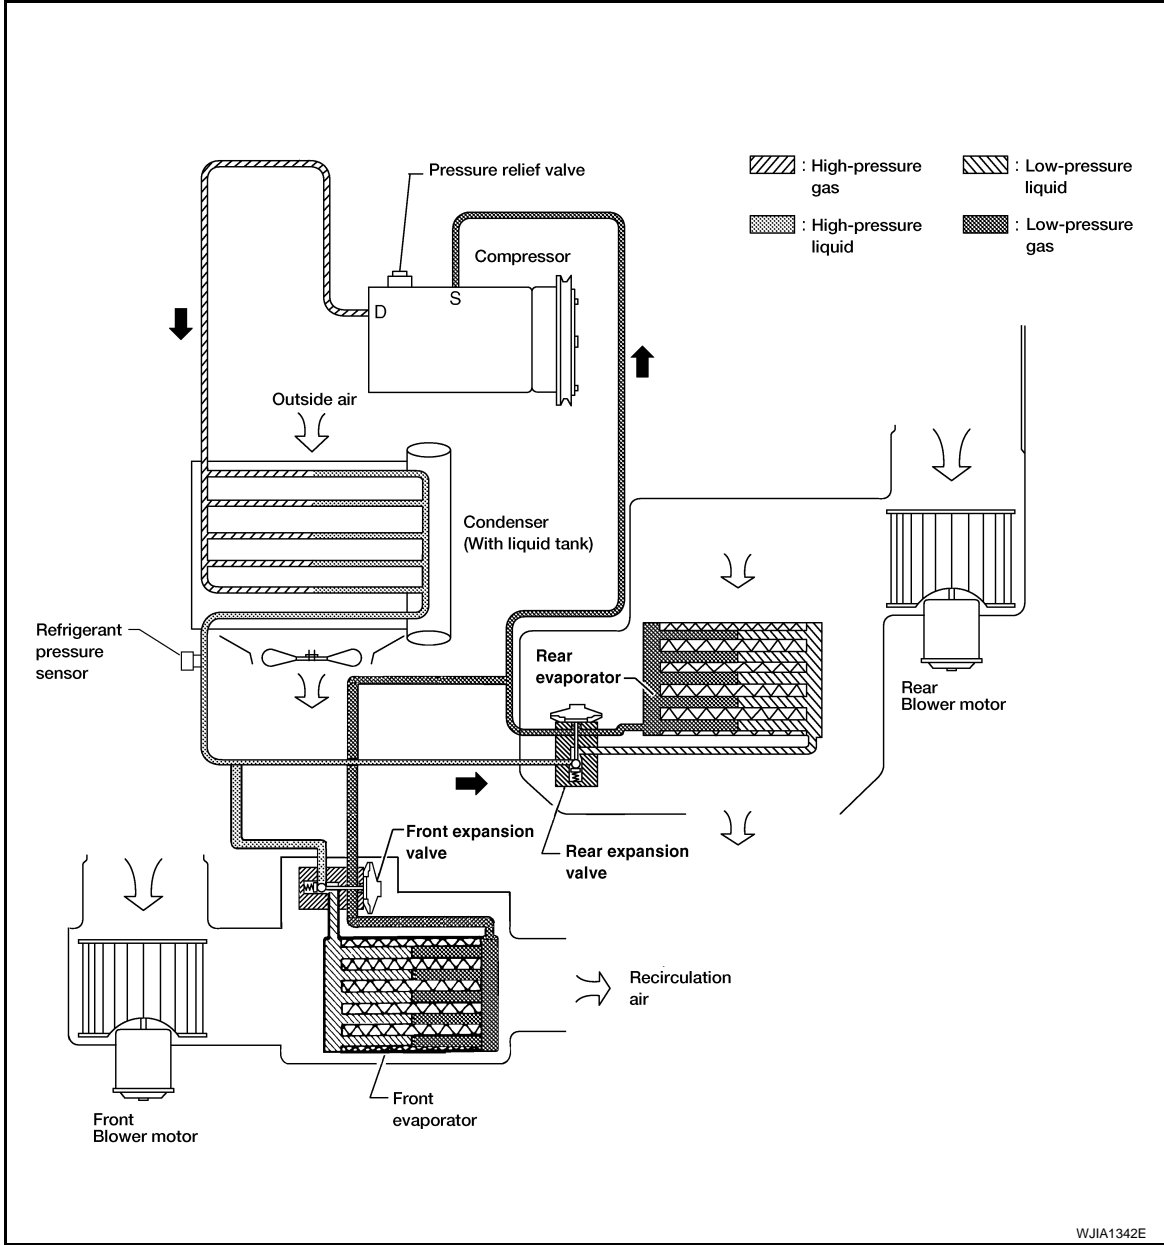 Pressure relief valve
Compressor
S
D
: High-pressure
gas
: Low-pressure
liquid
: High-pressure
liquid
: Low-pressure
gas
Outside air
Condenser
(With liquid tank)
Refrigerant
pressure
sensor
Rear
evaporator
Rear
Blower motor
Front expansion
valve
Rear expansion
valve
Recirculation
air
Front
evaporator
Front
Blower motor
WJIA1342E